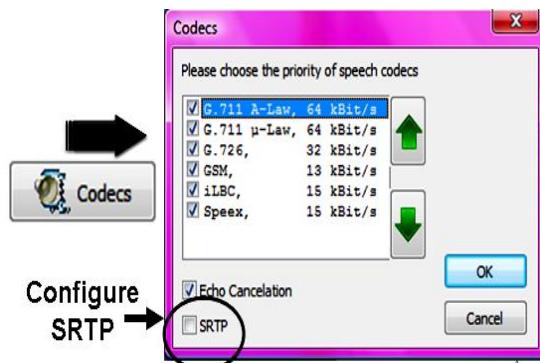 Codecs
Please choose the priority of speech codecs
G.711 A-Law, 64 kBit/s
G.711 µ-Law, 64 kBit/s
G.726, 32 kBit/s
GSM, 13 kBit/s
iLBC, 15 kBit/s
Speex, 15 kBit/s
Codecs
Echo Cancelation
OK
Configure
SRTP
SRTP
Cancel